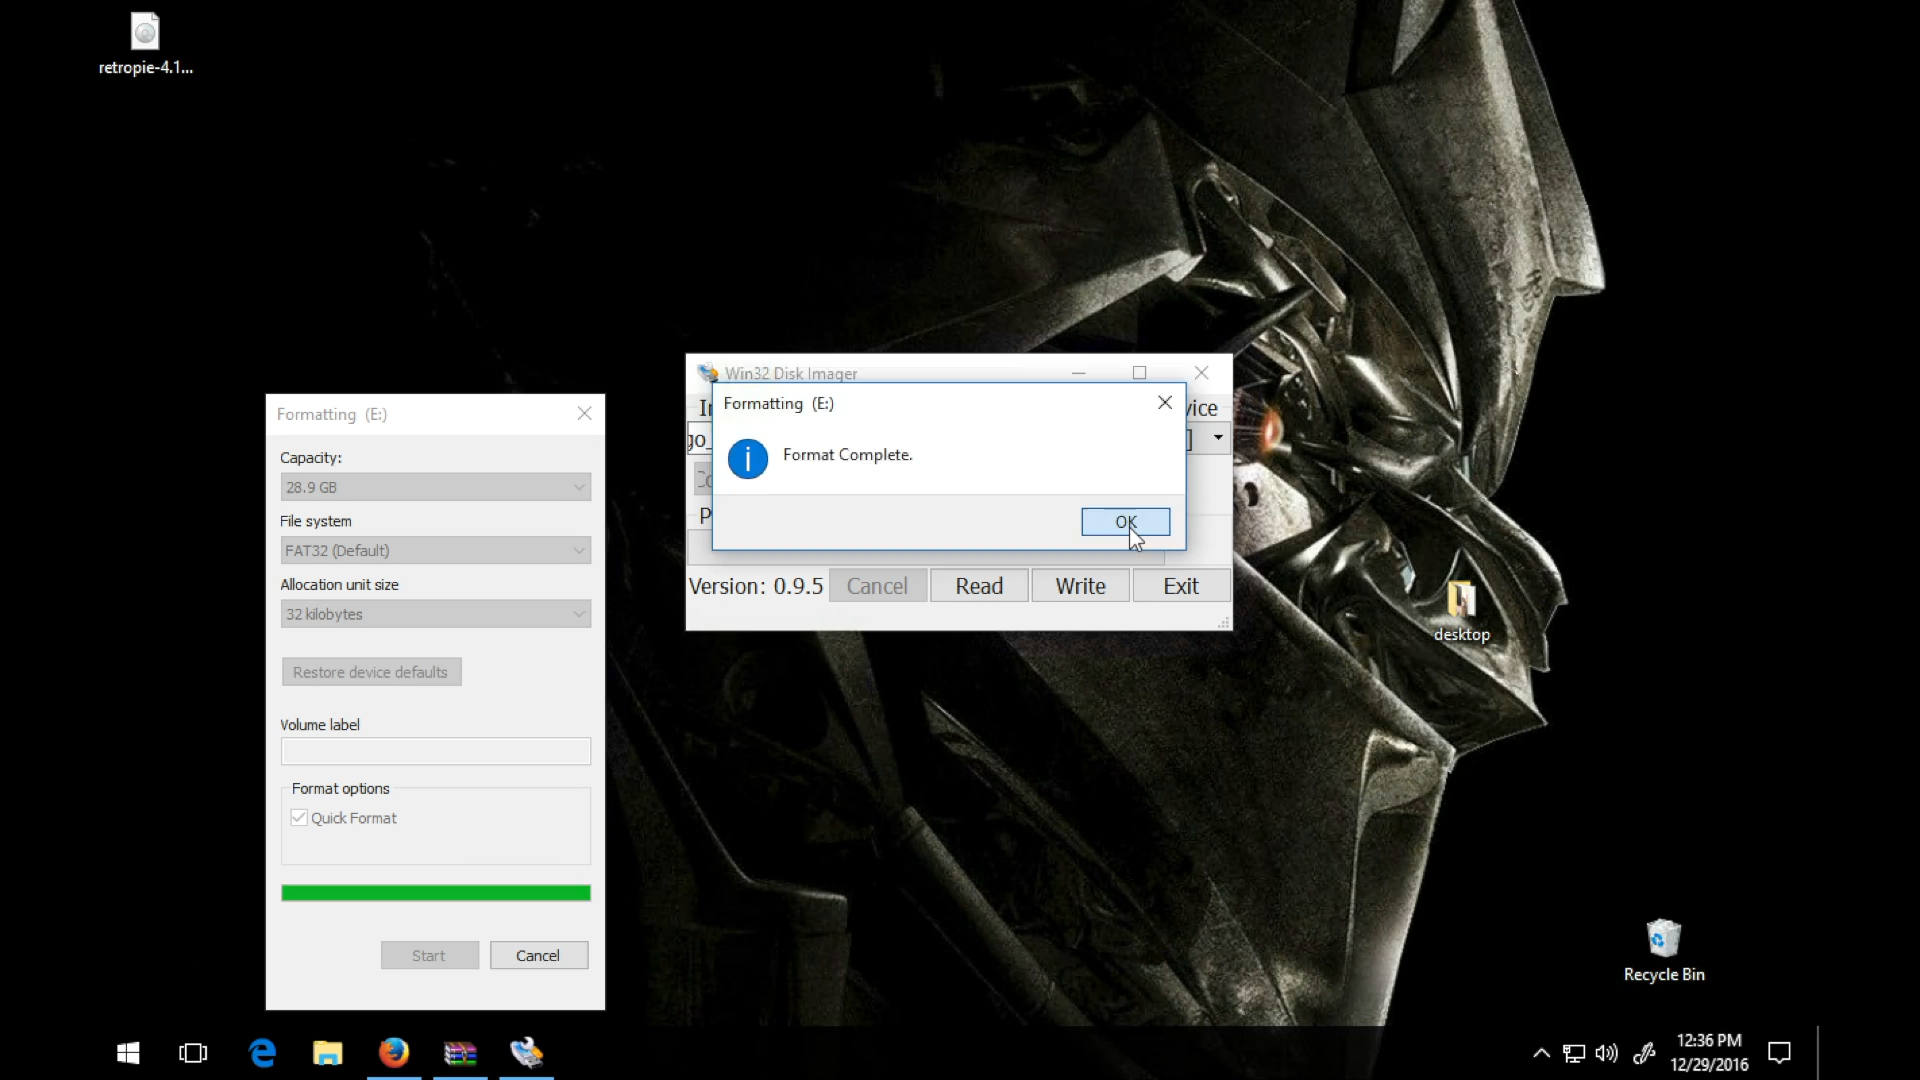 retropie-4.1...
Win32 Disk Imager
Formatting (E:)
Format Complete.
OK
Version: 0.9.5
Cancel
Read
Write
Exit
Formatting (E:)
Capacity:
28.9 GB
File system
FAT32 (Default)
Allocation unit size
32 kilobytes
Restore device defaults
Volume label
Format options
Quick Format
Start
Cancel
desktop
Recycle Bin
12:36 PM
12/29/2016